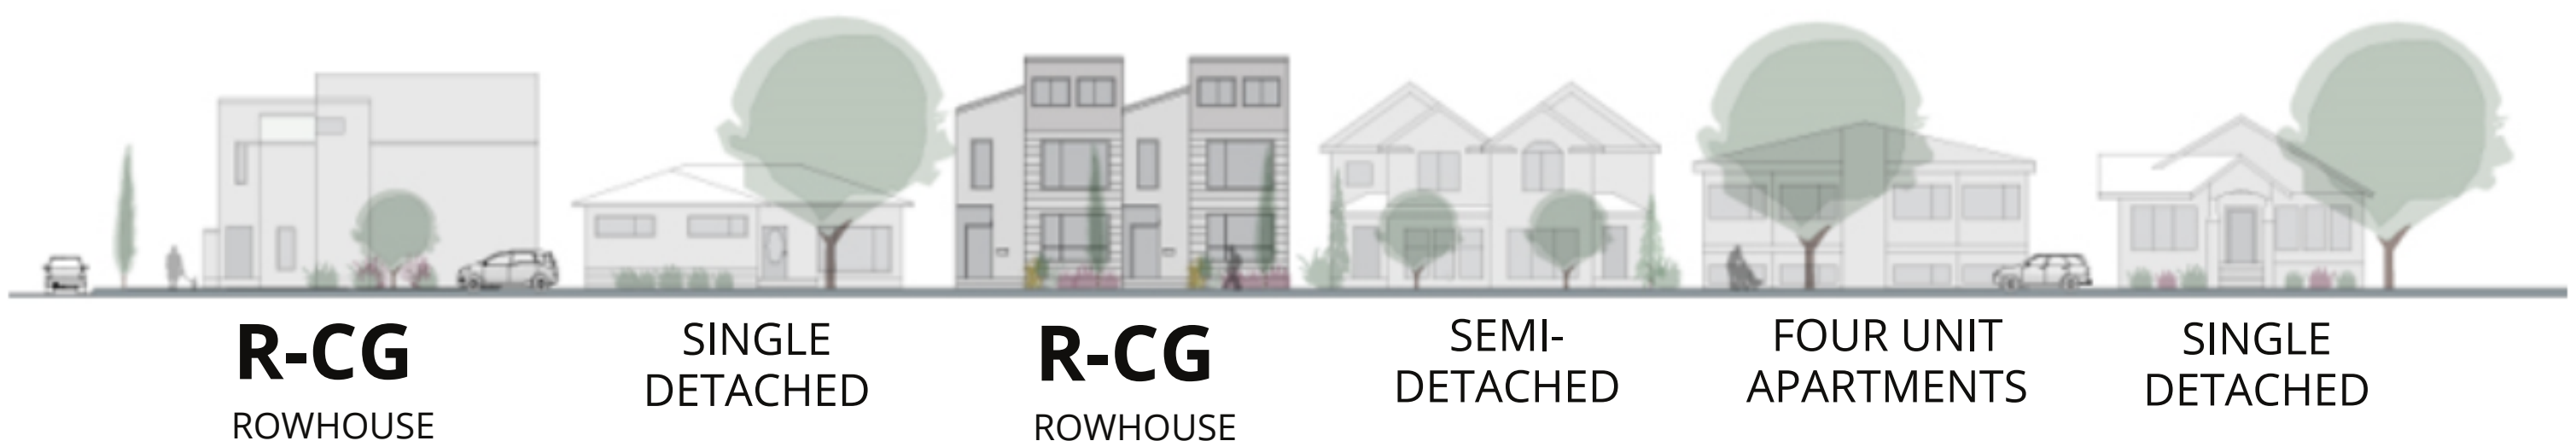 R-CG
ROWHOUSE
SINGLE
DETACHED
R-CG
ROWHOUSE
SEMI-
DETACHED
FOUR UNIT
APARTMENTS
SINGLE
DETACHED